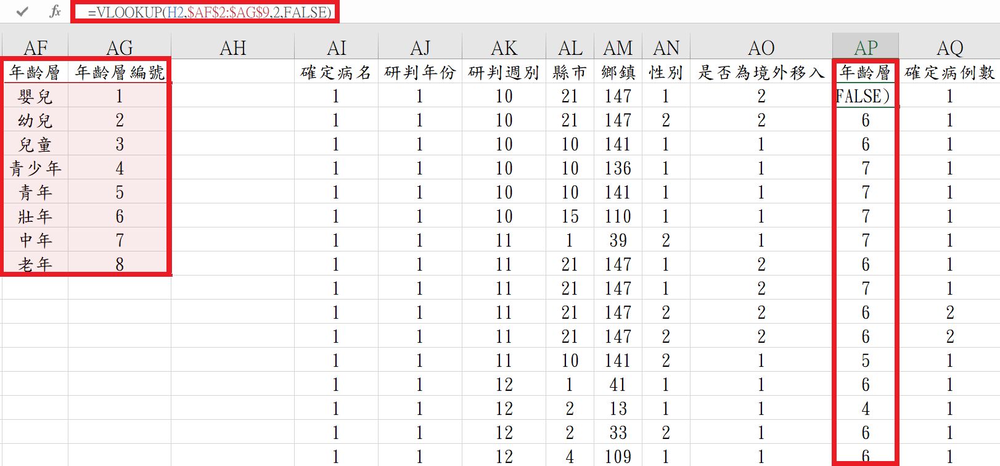 =VLOOKUP(H2,$AF$2:$AG$9,2,FALSE)
AF AG AH AI AJ AK AL AM AN AO AP AQ
年齡層 年齡層編號 確定病名 研判年份 研判週別 縣市 鄉鎮 性別 是否為境外移入 年齡層 確定病例數
嬰兒 1 1 1 10 21 147 1 2 FALSE) 1
幼兒 2 1 1 10 21 147 2 2 6 1
兒童 3 1 1 10 10 141 1 1 6 1
青少年 4 1 1 10 10 136 1 1 7 1
青年 5 1 1 10 10 141 1 1 7 1
壯年 6 1 1 10 15 110 1 1 7 1
中年 7 1 1 11 1 39 2 1 7 1
老年 8 1 1 11 21 147 1 2 6 1
1 1 11 21 147 1 2 7 1
1 1 11 21 147 2 2 6 2
1 1 11 21 147 2 2 6 2
1 1 11 10 141 2 1 5 1
1 1 12 1 41 1 1 6 1
1 1 12 2 13 1 1 4 1
1 1 12 2 33 2 1 6 1
1 1 12 4 109 1 1 6 1